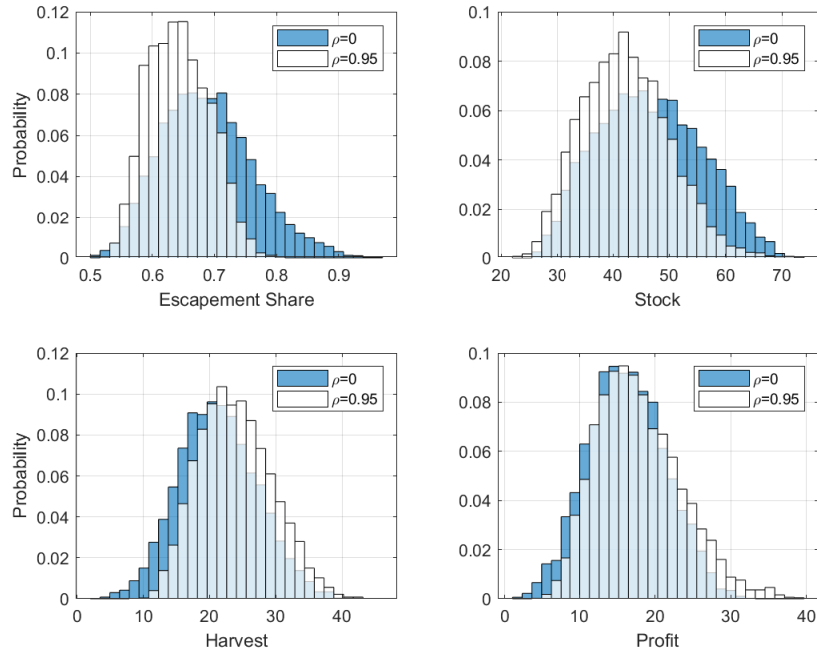 0.12
0.1
0.08
0.06
0.04
0.02
0
Probability
0.5 0.6 0.7 0.8 0.9
Escapement Share
ρ=0
ρ=0.95
0.1
0.08
0.06
0.04
0.02
0
20 30 40 50 60 70
Stock
ρ=0
ρ=0.95
0.12
0.1
0.08
0.06
0.04
0.02
0
Probability
0 10 20 30 40
Harvest
ρ=0
ρ=0.95
0.1
0.08
0.06
0.04
0.02
0
0 10 20 30 40
Profit
ρ=0
ρ=0.95